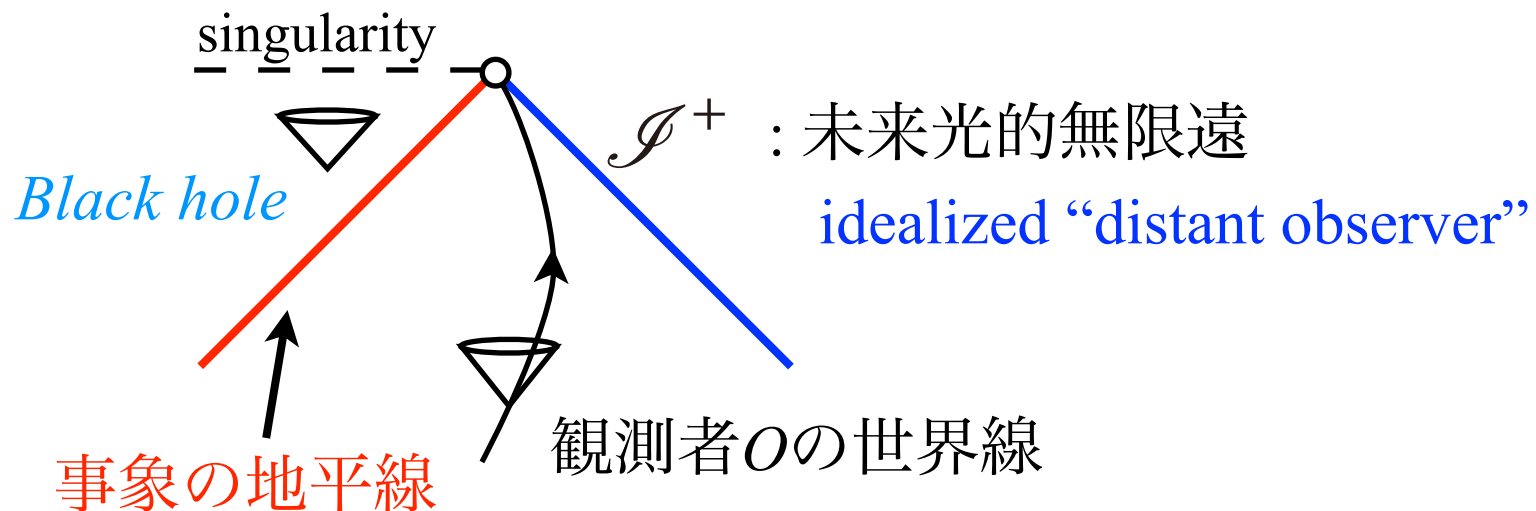 singularity
ℐ⁺ : 未来光的無限遠
Black hole
idealized “distant observer”
観測者Oの世界線
事象の地平線